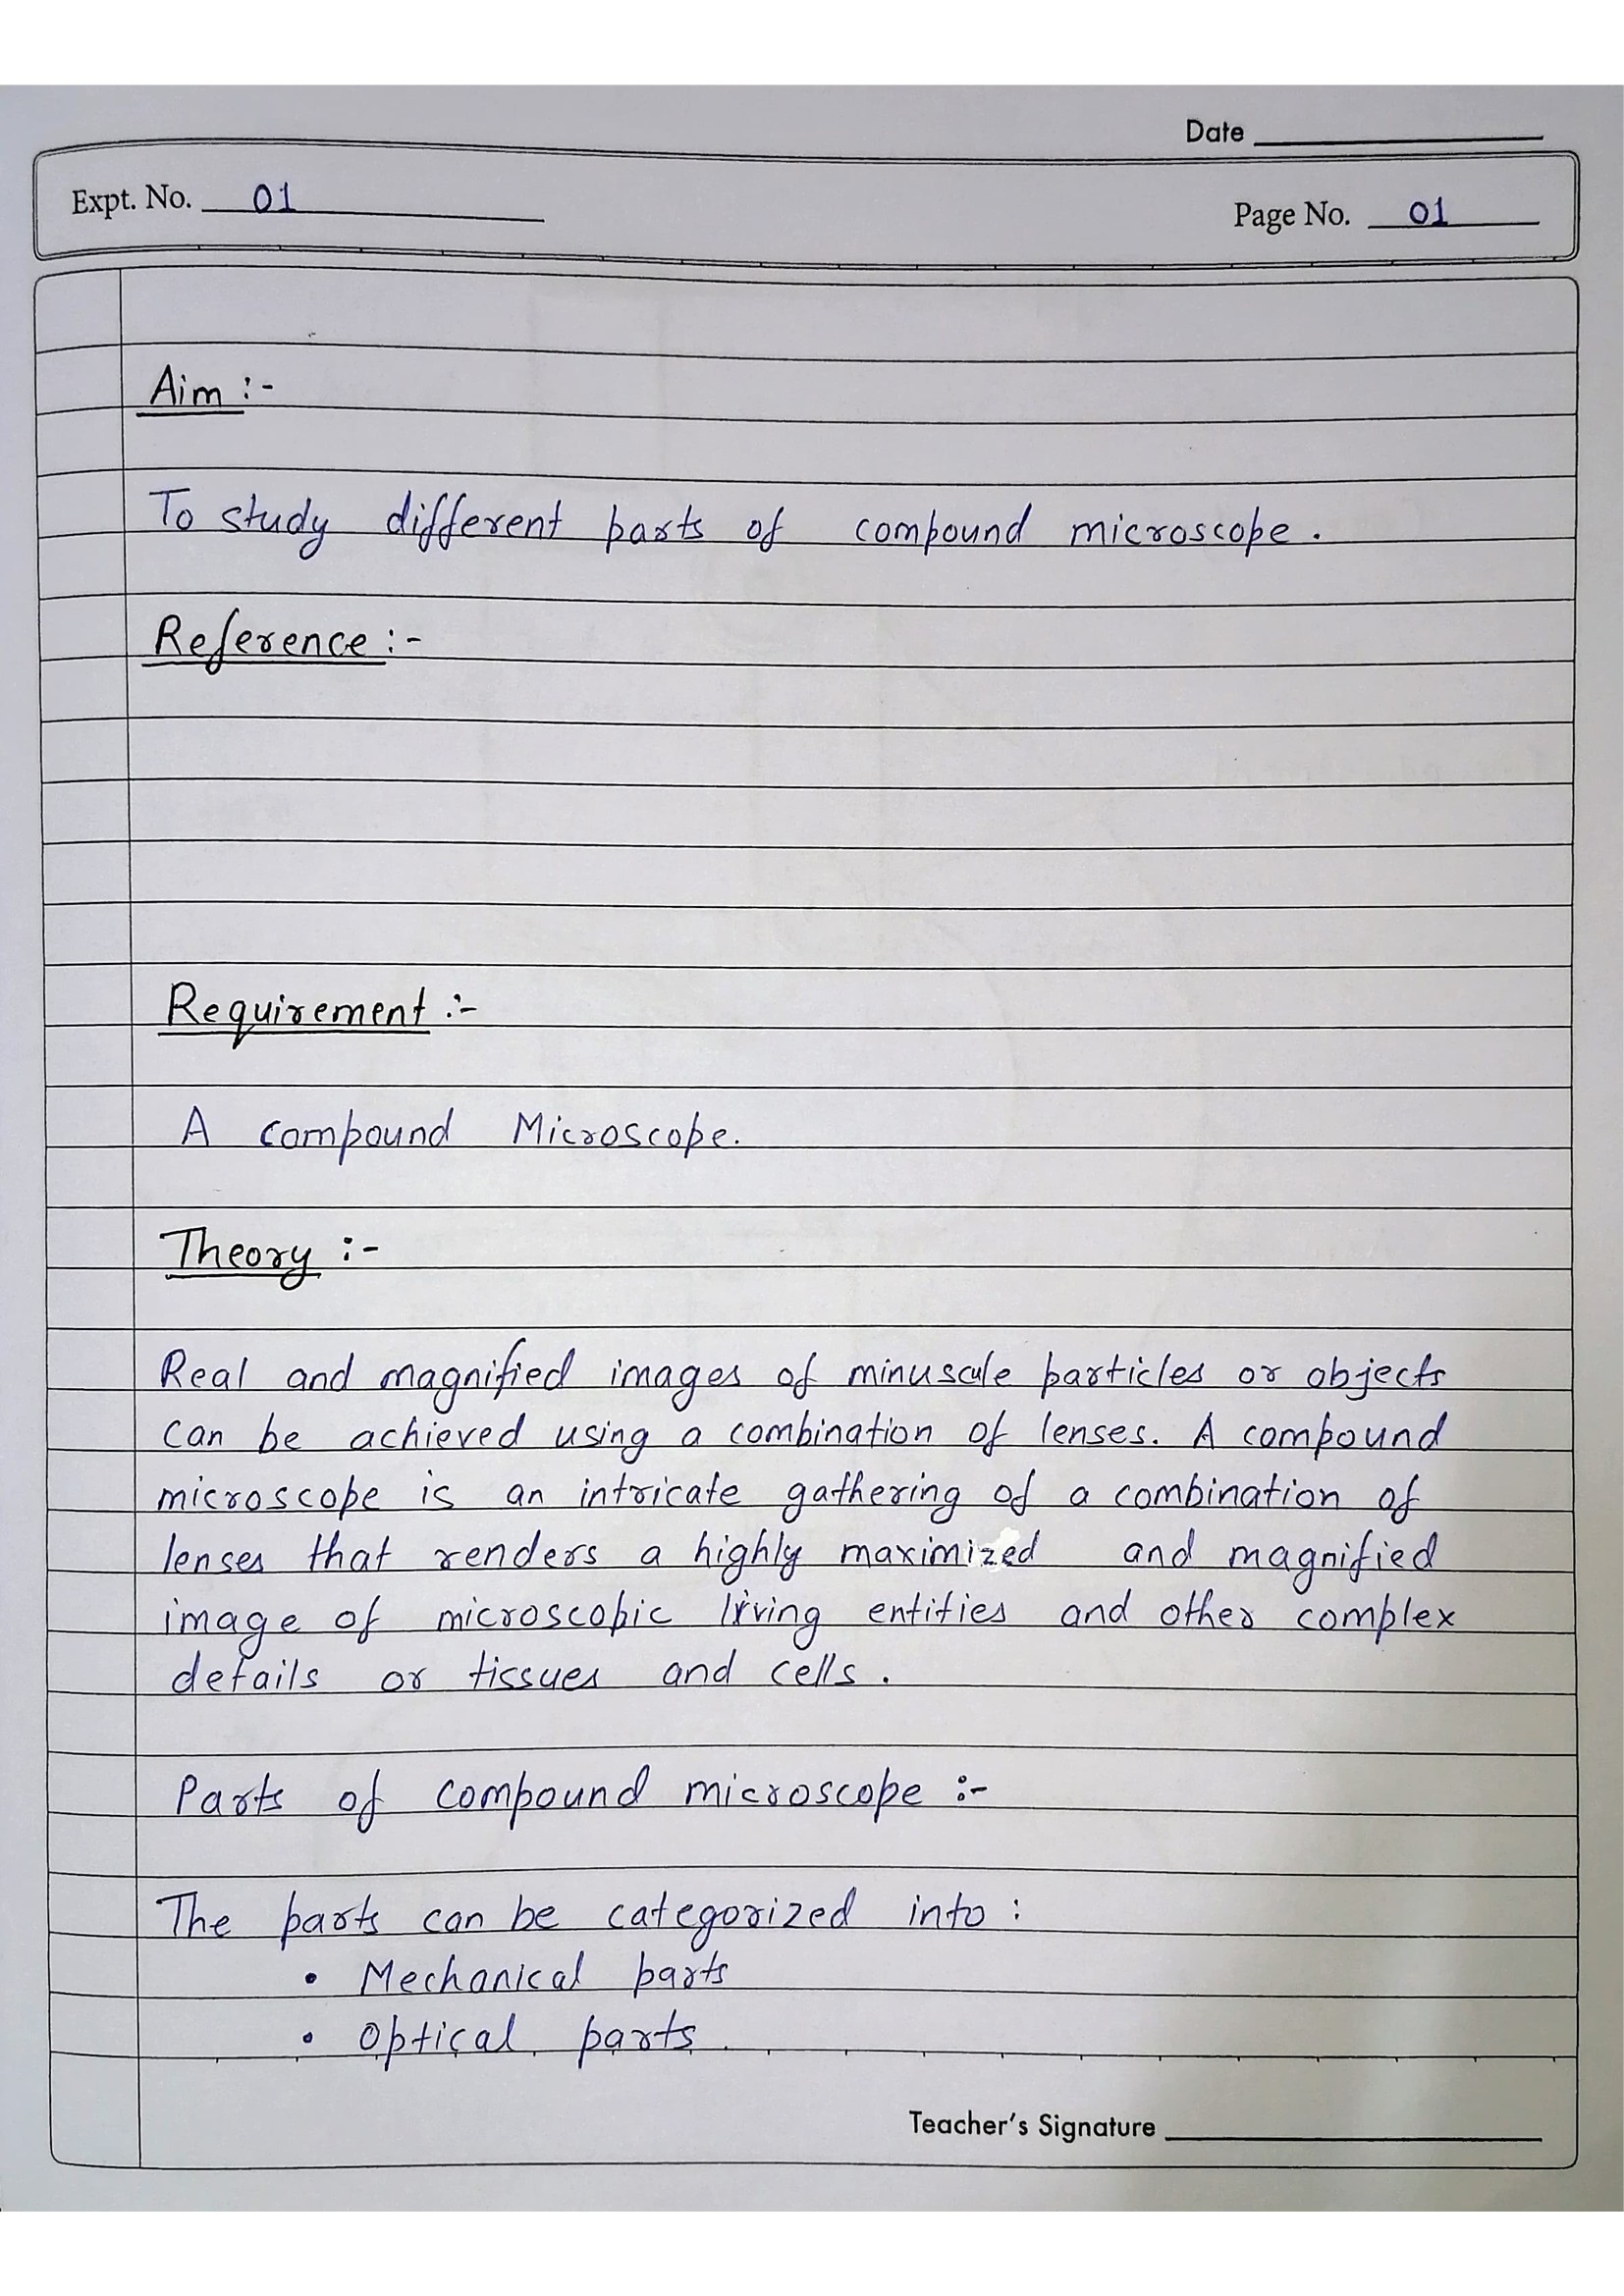 Date
Expt. No. 01
Page No. 01
Aim :-
To study different parts of compound microscope.
Reference :-
Requirement :-
A compound Microscope.
Theory :-
Real and magnified images of minuscule particles or objects
can be achieved using a combination of lenses. A compound
microscope is an intricate gathering of a combination of
lenses that renders a highly maximized and magnified
image of microscopic living entities and other complex
details or tissues and cells.
Parts of compound microscope :-
The parts can be categorized into :
• Mechanical parts
• Optical parts
Teacher's Signature